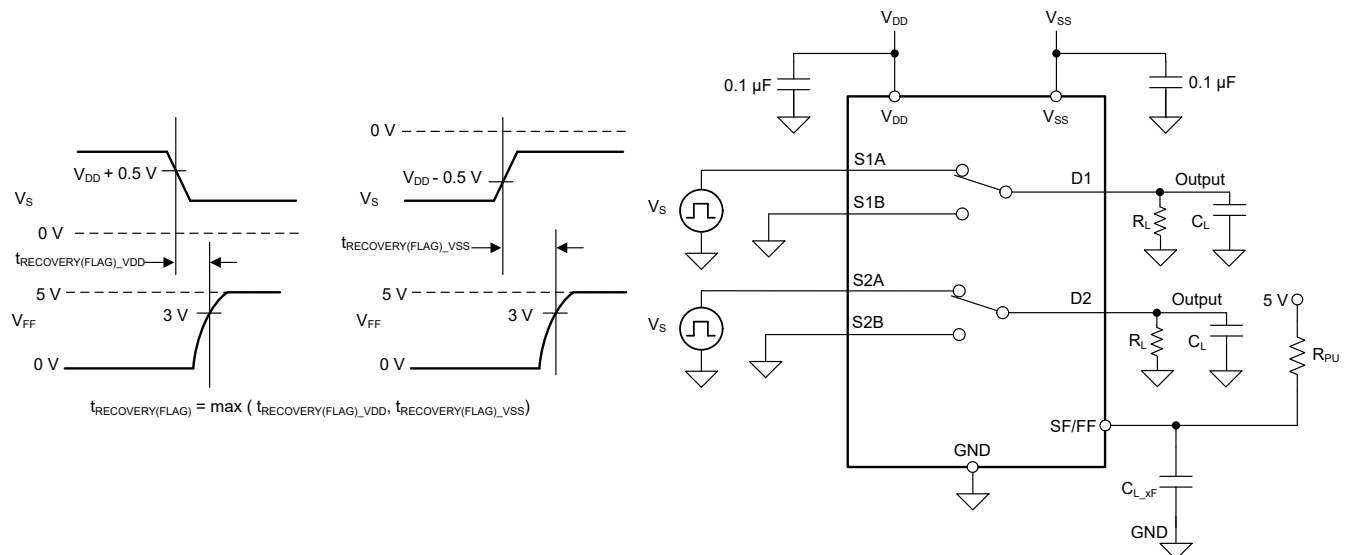 0 V
V_DD + 0.5 V
V_S
0 V
t_RECOVERY(FLAG)_VDD
5 V
3 V
V_FF
0 V
0 V
V_DD - 0.5 V
V_S
t_RECOVERY(FLAG)_VSS
5 V
3 V
V_FF
0 V
t_RECOVERY(FLAG) = max ( t_RECOVERY(FLAG)_VDD, t_RECOVERY(FLAG)_VSS)
V_DD
V_SS
0.1 µF
0.1 µF
V_DD
V_SS
S1A
D1
Output
V_S
S1B
R_L
C_L
S2A
D2
Output
5 V
V_S
S2B
R_L
C_L
R_PU
SF/FF
GND
C_L_xF
GND